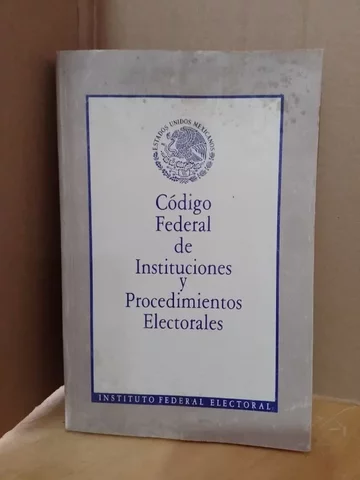 ESTADOS UNIDOS MEXICANOS
Código
Federal
de
Instituciones
y
Procedimientos
Electorales
INSTITUTO FEDERAL ELECTORAL